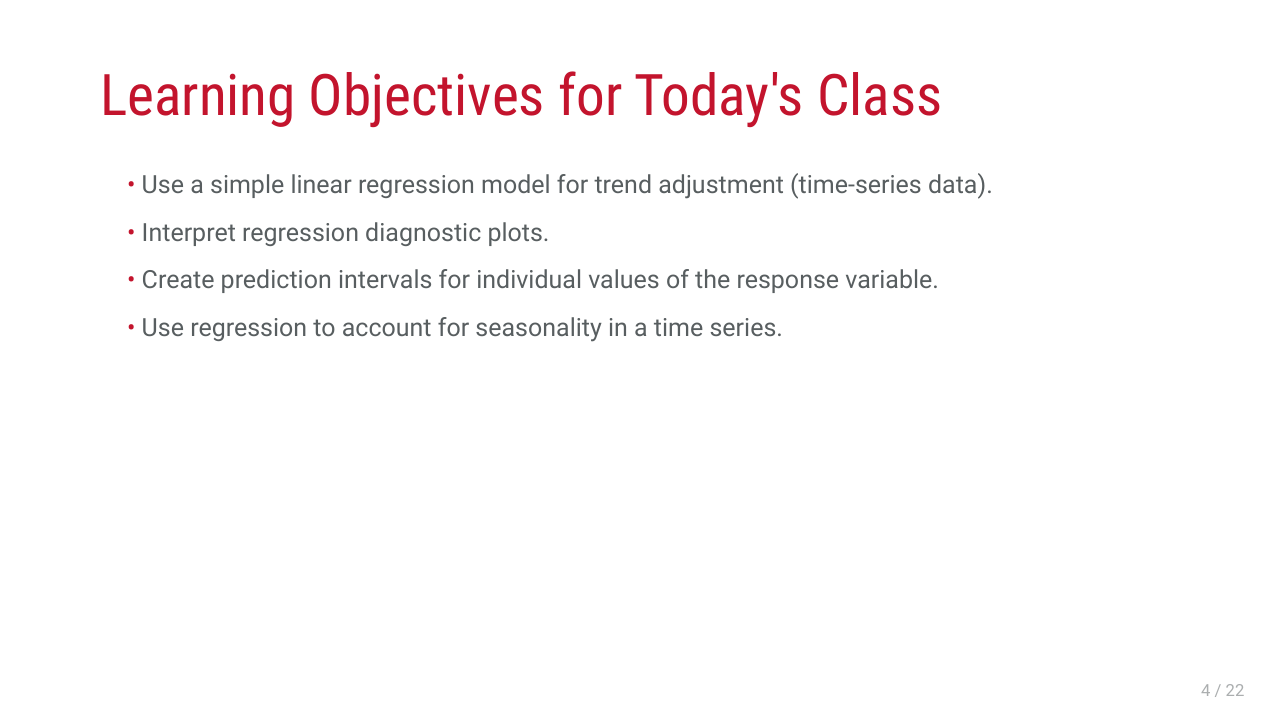 Learning Objectives for Today's Class
• Use a simple linear regression model for trend adjustment (time-series data).
• Interpret regression diagnostic plots.
• Create prediction intervals for individual values of the response variable.
• Use regression to account for seasonality in a time series.
4 / 22